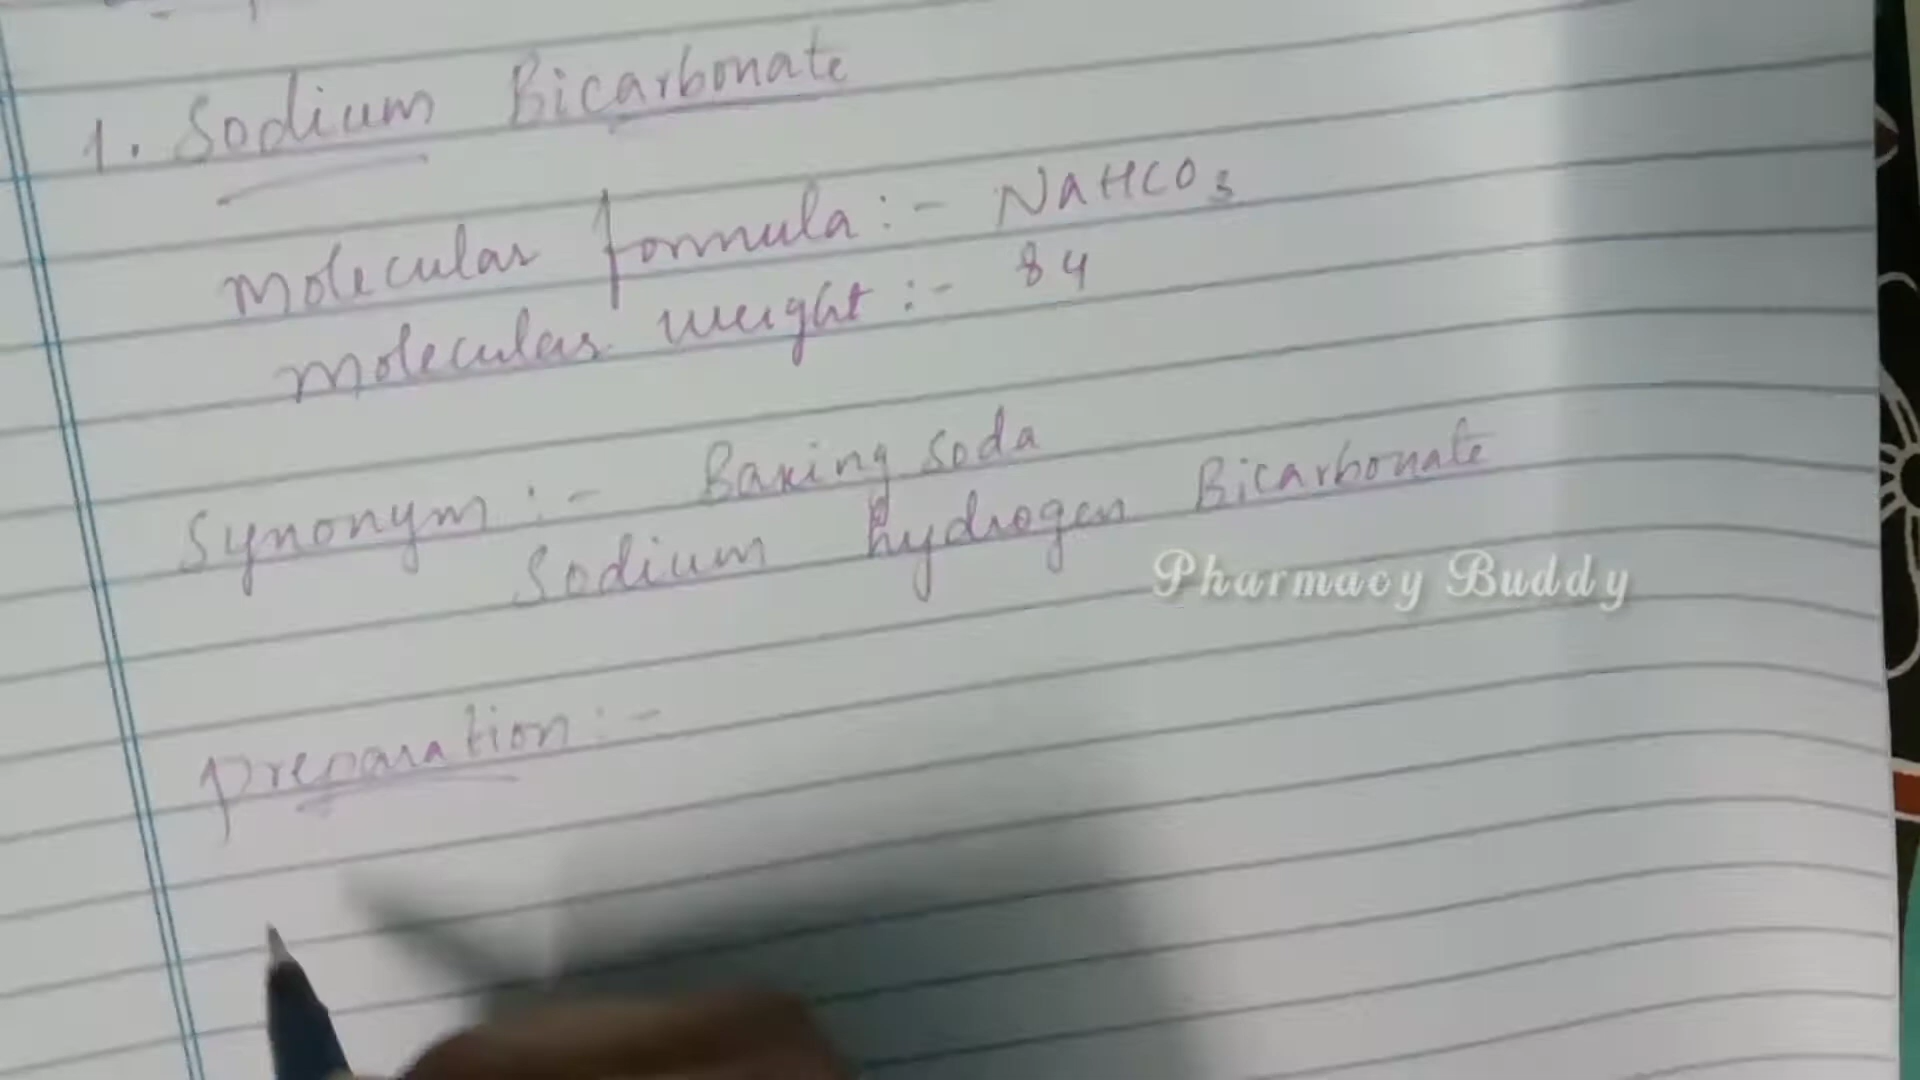 1. Sodium Bicarbonate
Molecular formula :- NaHCO₃
Molecular weight :- 84
Synonym :- Baking soda
Sodium hydrogen Bicarbonate
Pharmacy Buddy
Preparation :-